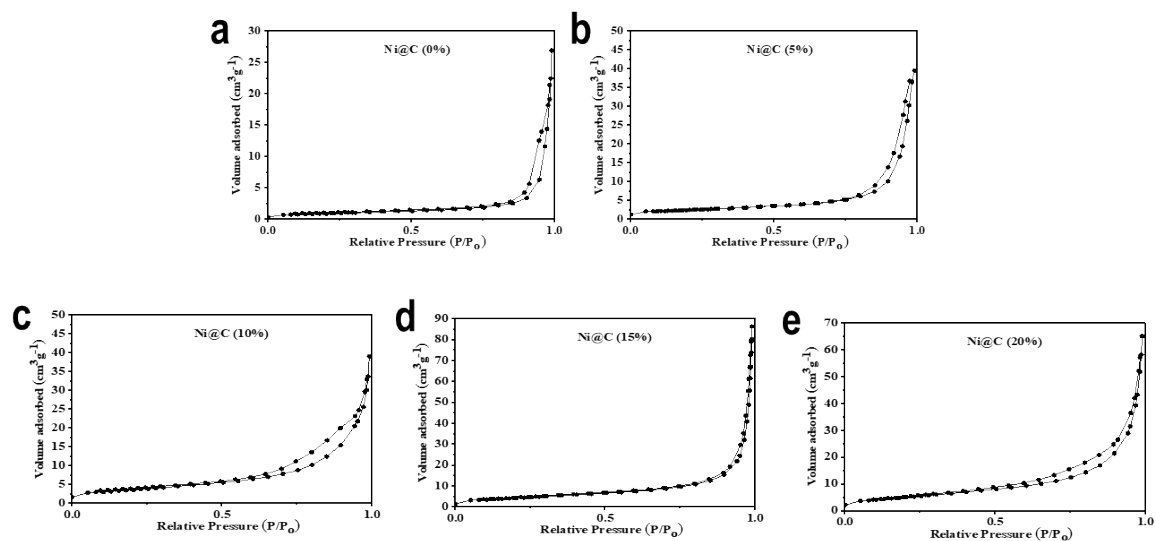 a
Ni@C (0%)
30
25
20
15
10
5
0
Volume adsorbed (cm³g⁻¹)
0.0 0.5 1.0
Relative Pressure (P/Po)
b
Ni@C (5%)
50
45
40
35
30
25
20
15
10
5
0
Volume adsorbed (cm³g⁻¹)
0.0 0.5 1.0
Relative Pressure (P/Po)
c
Ni@C (10%)
50
45
40
35
30
25
20
15
10
5
0
Volume adsorbed (cm³g⁻¹)
0.0 0.5 1.0
Relative Pressure (P/Po)
d
Ni@C (15%)
90
80
70
60
50
40
30
20
10
0
Volume adsorbed (cm³g⁻¹)
0.0 0.5 1.0
Relative Pressure (P/Po)
e
Ni@C (20%)
70
60
50
40
30
20
10
0
Volume adsorbed (cm³g⁻¹)
0.0 0.5 1.0
Relative Pressure (P/Po)